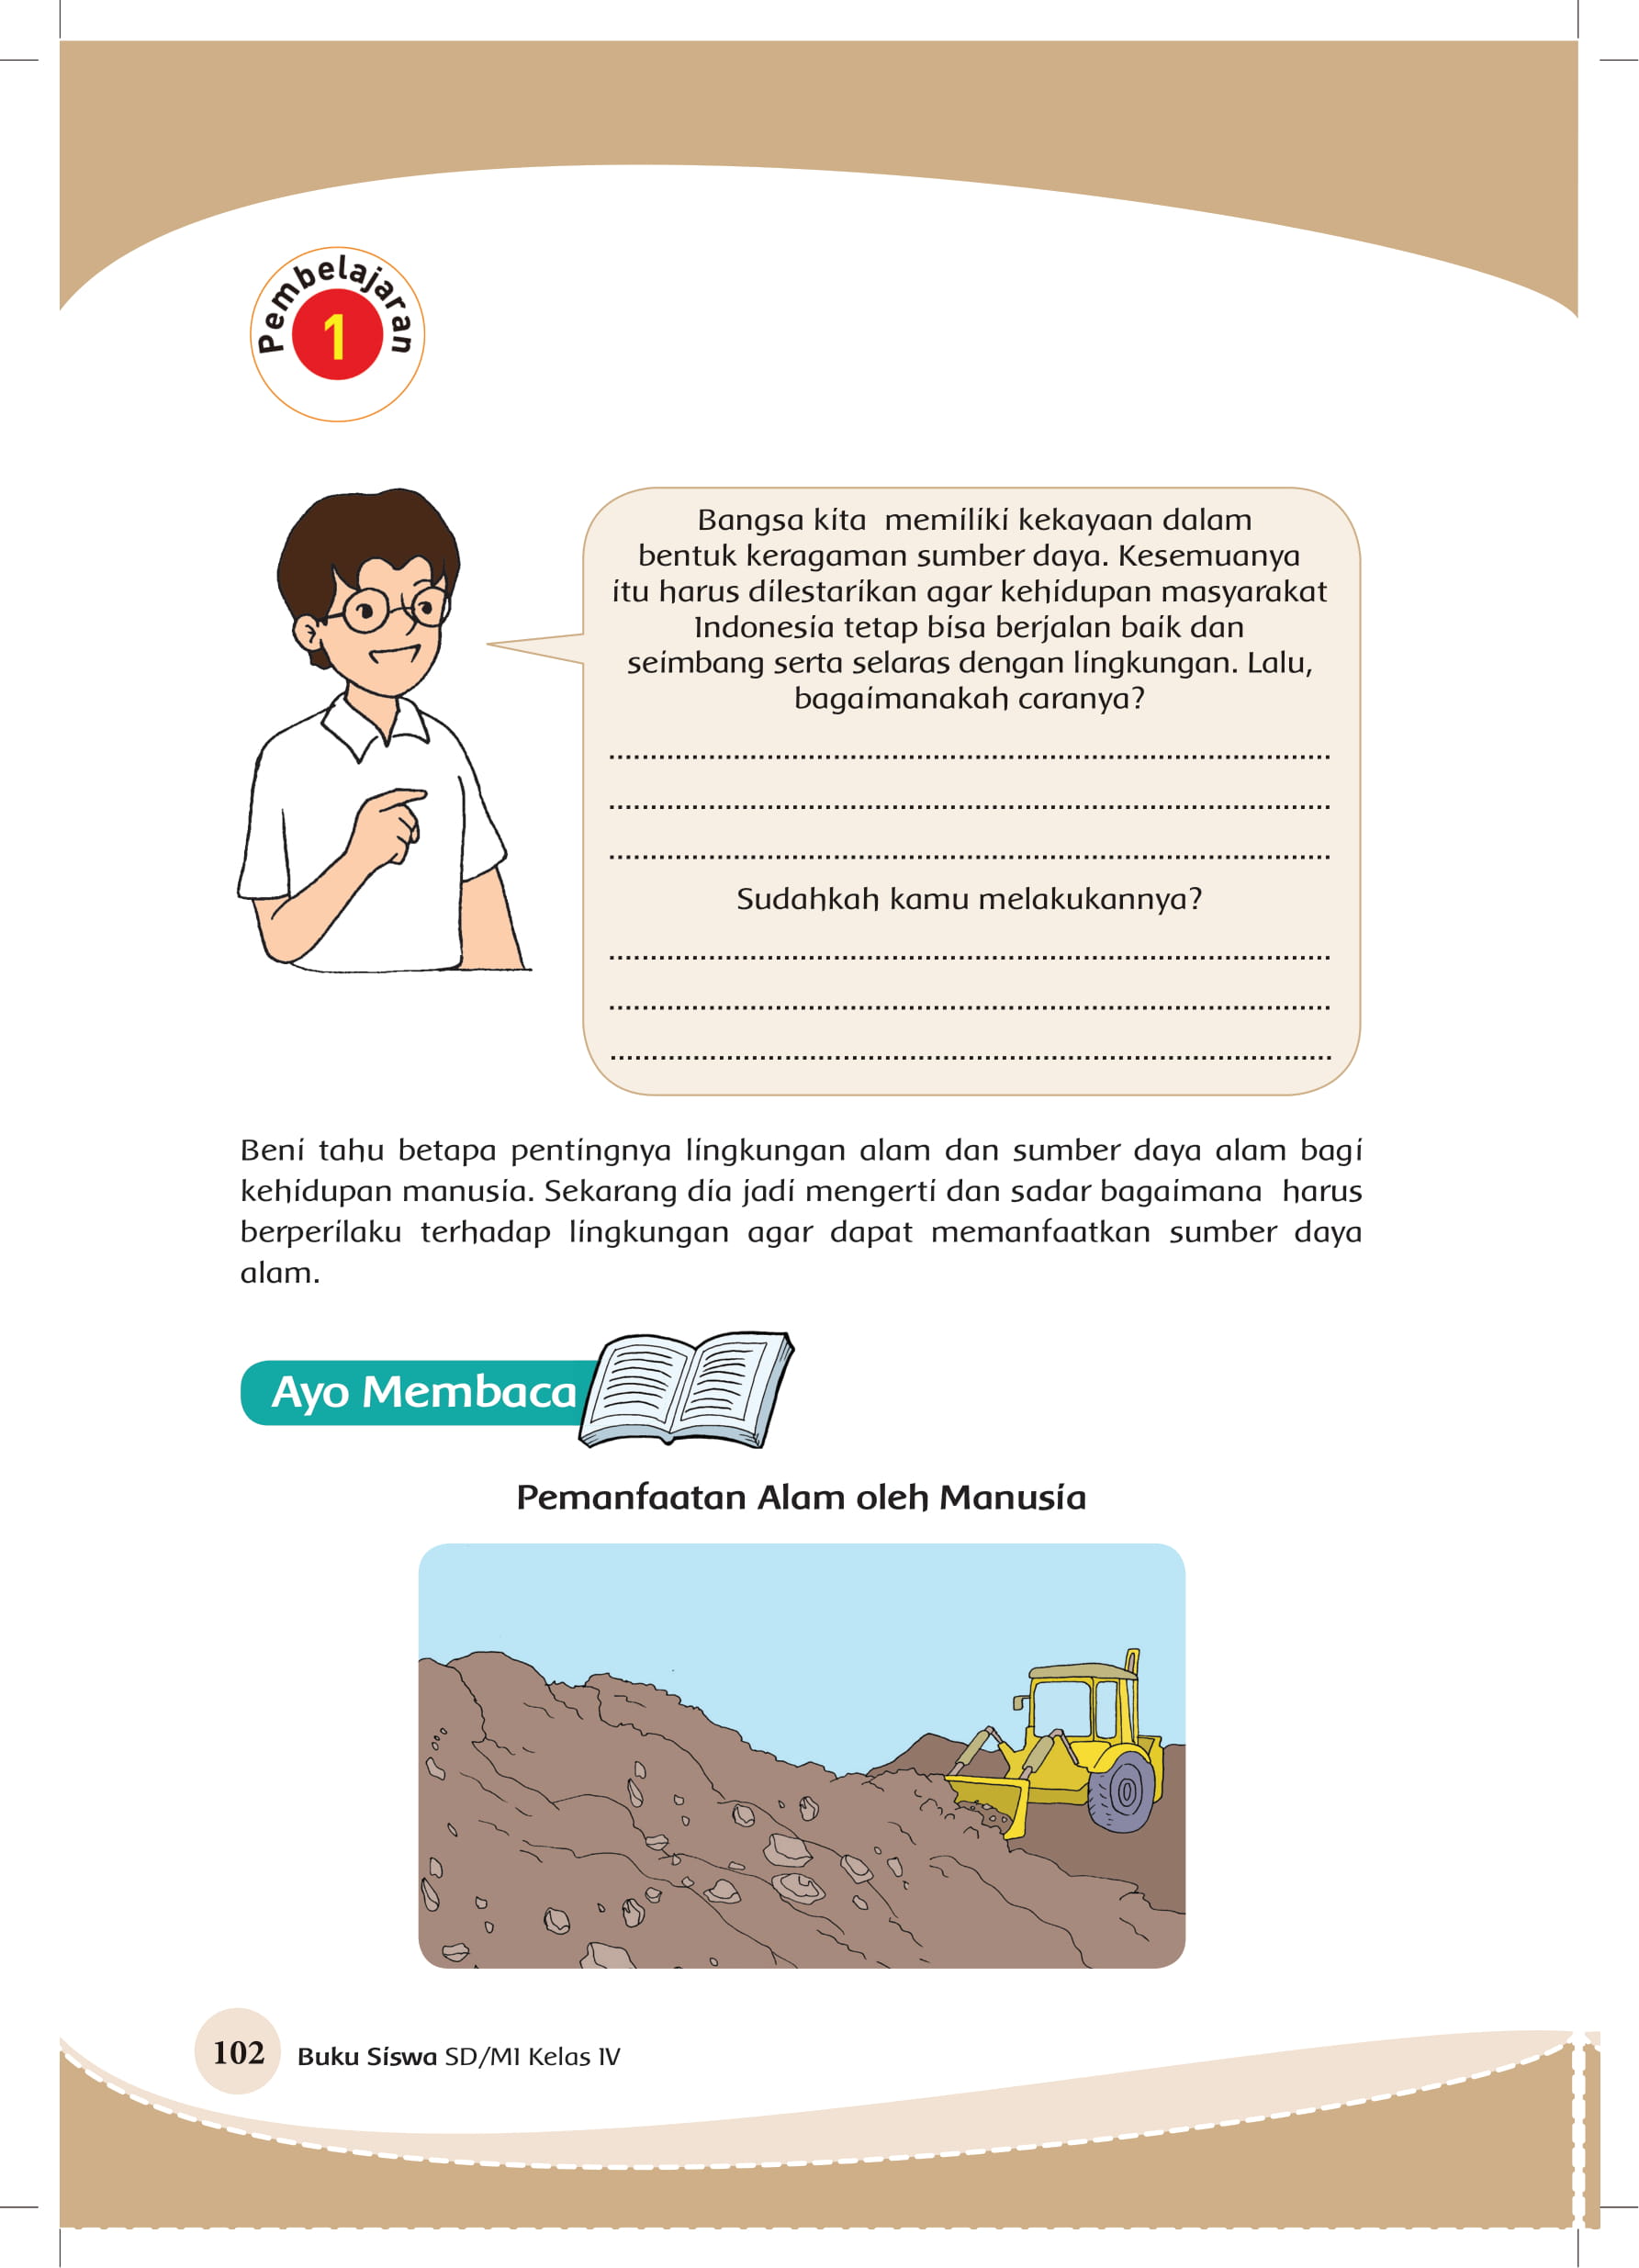 Pembelajaran
1
Bangsa kita memiliki kekayaan dalam
bentuk keragaman sumber daya. Kesemuanya
itu harus dilestarikan agar kehidupan masyarakat
Indonesia tetap bisa berjalan baik dan
seimbang serta selaras dengan lingkungan. Lalu,
bagaimanakah caranya?
Sudahkah kamu melakukannya?
Beni tahu betapa pentingnya lingkungan alam dan sumber daya alam bagi
kehidupan manusia. Sekarang dia jadi mengerti dan sadar bagaimana harus
berperilaku terhadap lingkungan agar dapat memanfaatkan sumber daya
alam.
Ayo Membaca
Pemanfaatan Alam oleh Manusia
102 Buku Siswa SD/MI Kelas IV